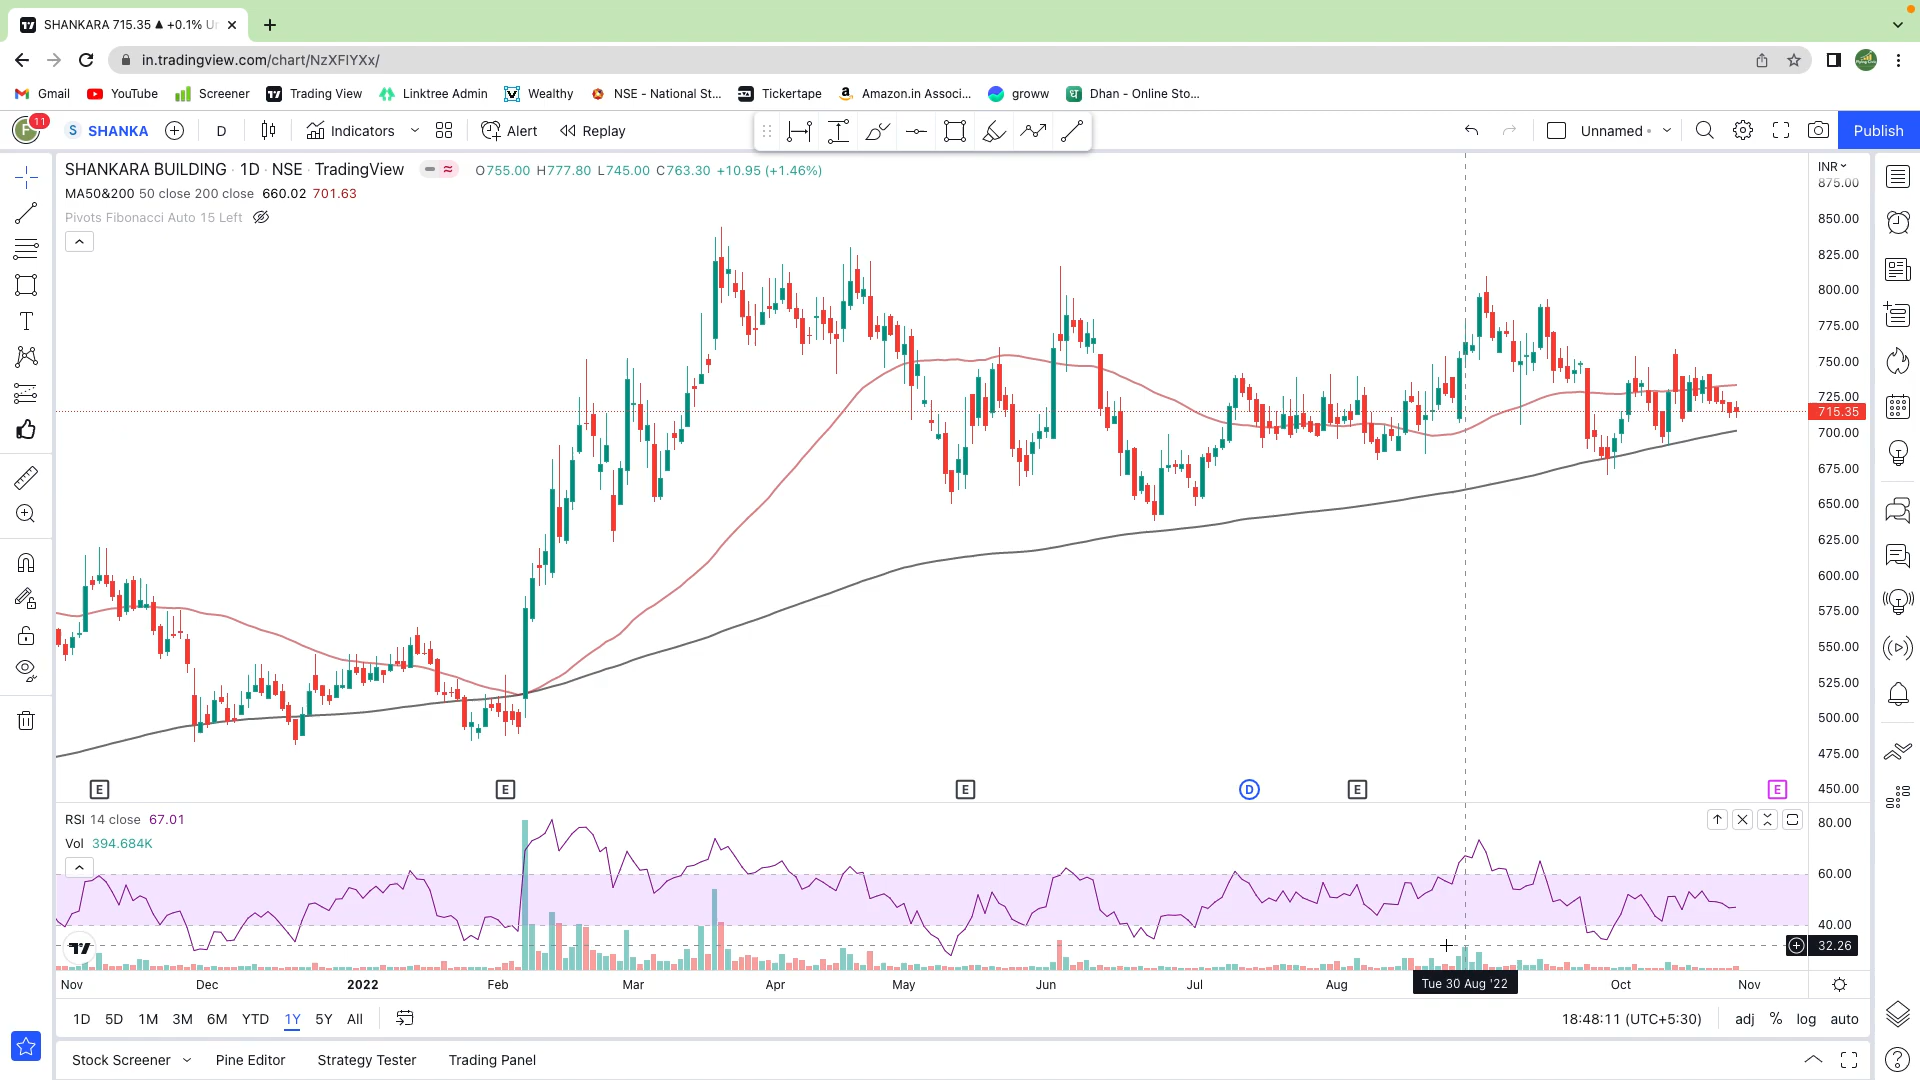 SHANKARA 715.35 ▲ +0.1% Ur
in.tradingview.com/chart/NzXFIYXx/
Gmail YouTube Screener Trading View Linktree Admin Wealthy NSE - National St... Tickertape Amazon.in Associ... groww Dhan - Online Sto...
F 11 S SHANKA D Indicators Alert Replay Unnamed Publish
SHANKARA BUILDING · 1D · NSE · TradingView O755.00 H777.80 L745.00 C763.30 +10.95 (+1.46%)
MA50&200 50 close 200 close 660.02 701.63
Pivots Fibonacci Auto 15 Left
INR
875.00
850.00
825.00
800.00
775.00
750.00
725.00
715.35
700.00
675.00
650.00
625.00
600.00
575.00
550.00
525.00
500.00
475.00
450.00
E E E D E E
RSI 14 close 67.01
Vol 394.684K
80.00
60.00
40.00
32.26
Nov Dec 2022 Feb Mar Apr May Jun Jul Aug Tue 30 Aug '22 Oct Nov
1D 5D 1M 3M 6M YTD 1Y 5Y All 18:48:11 (UTC+5:30) adj % log auto
Stock Screener Pine Editor Strategy Tester Trading Panel